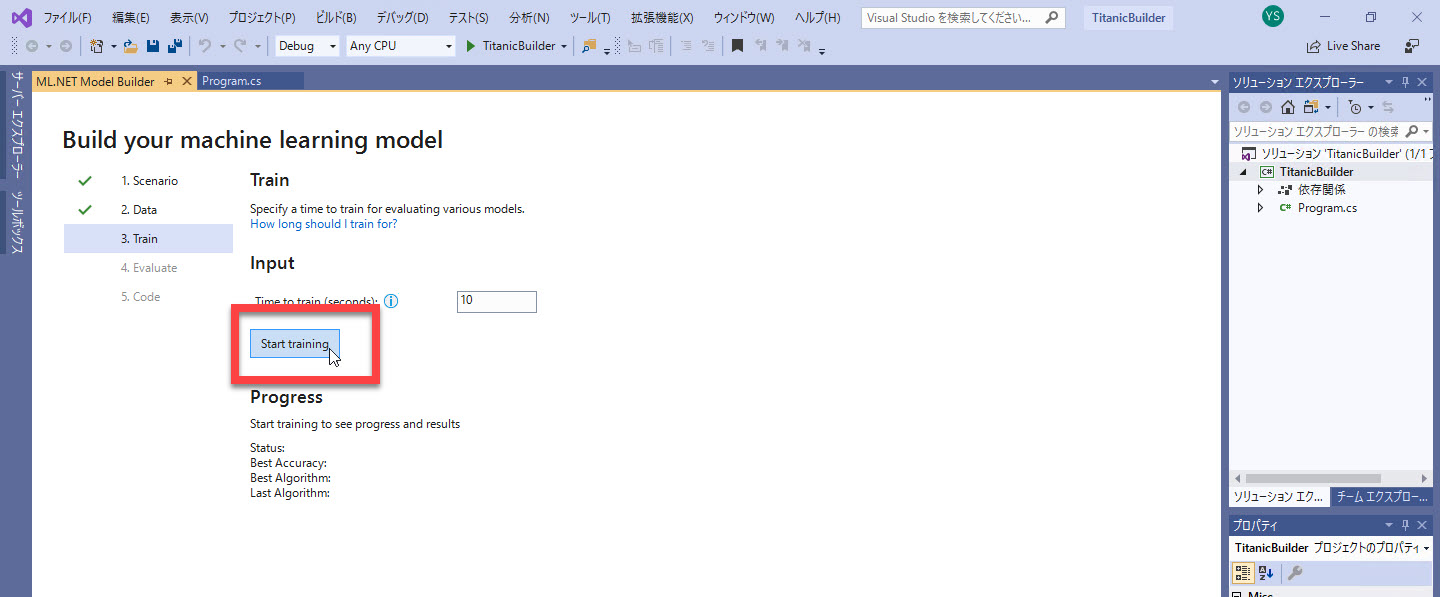 ファイル(F) 編集(E) 表示(V) プロジェクト(P) ビルド(B) デバッグ(D) テスト(S) 分析(N) ツール(T) 拡張機能(X) ウィンドウ(W) ヘルプ(H) Visual Studio を検索してください... TitanicBuilder YS
Debug Any CPU TitanicBuilder Live Share
サーバー エクスプローラー
ツールボックス
ML.NET Model Builder Program.cs
Build your machine learning model
1. Scenario
2. Data
3. Train
4. Evaluate
5. Code
Train
Specify a time to train for evaluating various models.
How long should I train for?
Input
Time to train (seconds): 10
Start training
Progress
Start training to see progress and results
Status:
Best Accuracy:
Best Algorithm:
Last Algorithm:
ソリューション エクスプローラー
ソリューション エクスプローラー の検索
ソリューション 'TitanicBuilder' (1/1
C# TitanicBuilder
依存関係
C# Program.cs
ソリューション エク... チーム エクスプロー...
プロパティ
TitanicBuilder プロジェクトのプロパティ
Misc